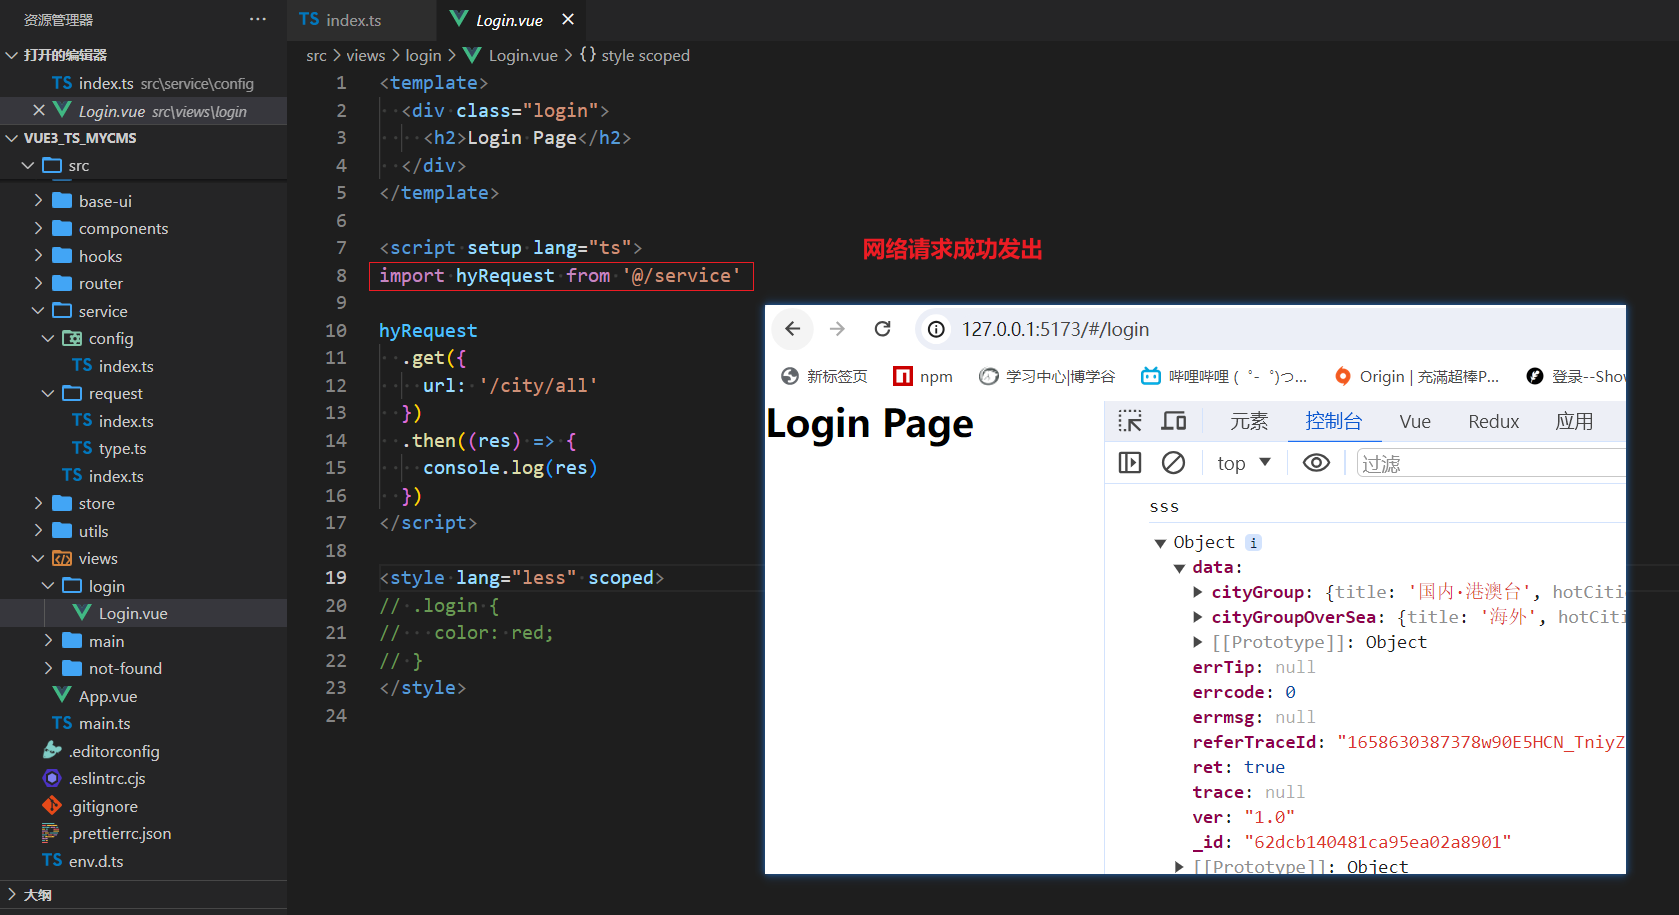 资源管理器
···
打开的编辑器
TS index.ts src\service\config
Login.vue src\views\login
VUE3_TS_MYCMS
src
base-ui
components
hooks
router
service
config
TS index.ts
request
TS index.ts
TS type.ts
TS index.ts
store
utils
views
login
Login.vue
main
not-found
App.vue
TS main.ts
.editorconfig
.eslintrc.cjs
.gitignore
.prettierrc.json
TS env.d.ts
大纲
TS index.ts
Login.vue
src > views > login > Login.vue > {} style scoped
1 <template>
2 <div class="login">
3 <h2>Login Page</h2>
4 </div>
5 </template>
6
7 <script setup lang="ts">
8 import hyRequest from '@/service'
9
10 hyRequest
11 .get({
12 url: '/city/all'
13 })
14 .then((res) => {
15 console.log(res)
16 })
17 </script>
18
19 <style lang="less" scoped>
20 // .login {
21 // color: red;
22 // }
23 </style>
24
网络请求成功发出
127.0.0.1:5173/#/login
新标签页
npm
学习中心|博学谷
哔哩哔哩 (゜-゜)つ...
Origin | 充满超棒P...
登录--Show
Login Page
元素 控制台 Vue Redux 应用
top 过滤
sss
Object i
data:
cityGroup: {title: '国内·港澳台', hotCiti
cityGroupOverSea: {title: '海外', hotCiti
[[Prototype]]: Object
errTip: null
errcode: 0
errmsg: null
referTraceId: "1658630387378w90E5HCN_TniyZ
ret: true
trace: null
ver: "1.0"
_id: "62dcb140481ca95ea02a8901"
[[Prototype]]: Object